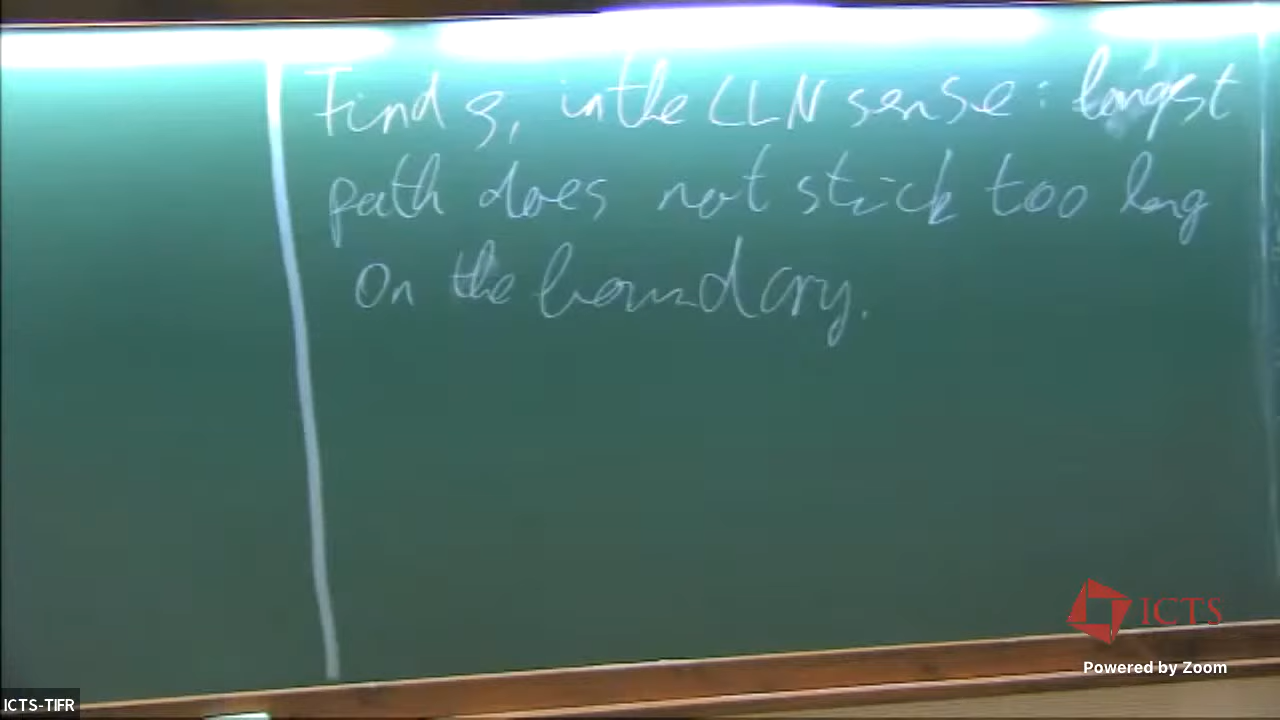 Find ρ, in the LLN sense: longest
path does not stick too long
on the boundary.
ICTS
Powered by Zoom
ICTS-TIFR